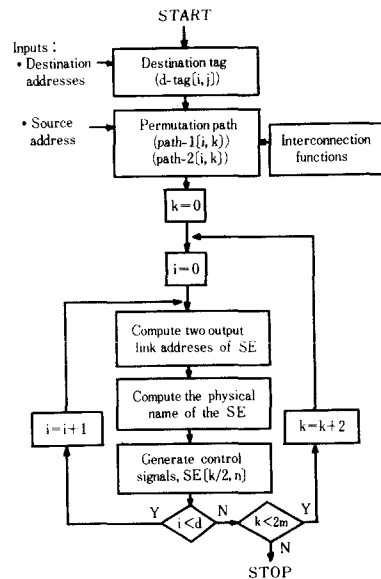 START
Inputs :
• Destination
addresses
Destination tag
(d-tag[i, j])
• Source
address
Permutation path
(path-1[i, k))
(path-2[i, k})
Interconnection
functions
k=0
i=0
Compute two output
link addreses of SE
Compute the physical
name of the SE
i=i+1
k=k+2
Generate control
signals, SE[k/2, n]
Y
i<d
N
k<2m
Y
N
STOP